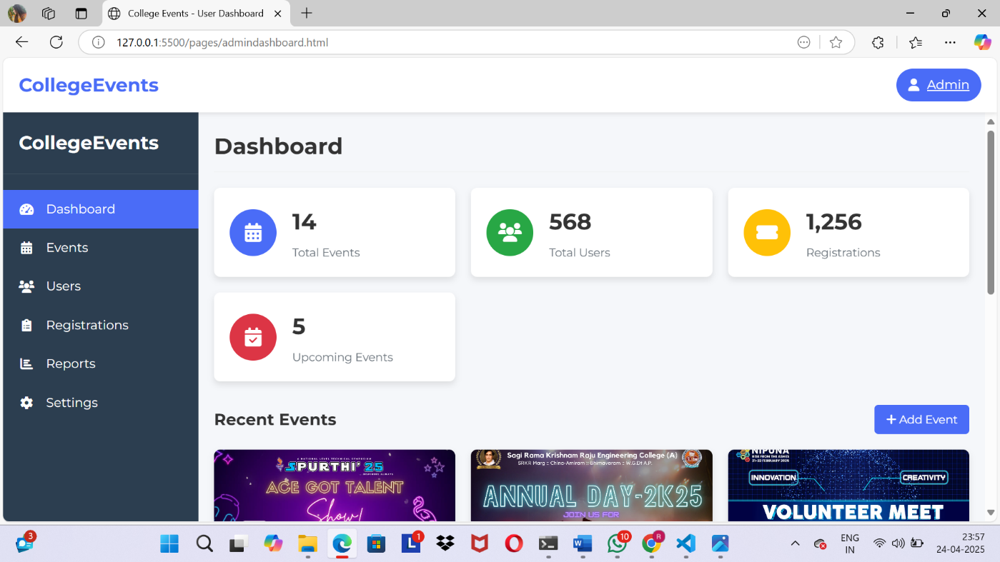 College Events - User Dashboard
127.0.0.1:5500/pages/admindashboard.html
CollegeEvents
Admin
CollegeEvents
Dashboard
Events
Users
Registrations
Reports
Settings
Dashboard
14
Total Events
568
Total Users
1,256
Registrations
5
Upcoming Events
Recent Events
+ Add Event
A NATIONAL LEVEL TECHNICAL SYMPOSIUM
SPURTHI' 25
INSPIRING ALWAYS
ACE GOT TALENT
Show!
Sagi Rama Krishnam Raju Engineering College (A)
SRKR Marg :: China-Amiram :: Bhimavaram :: W.G.Dt A.P.
ANNUAL DAY-2K25
JOIN US FOR
NIPUNA
RISE FROM THE ASHES
21-22 FEBRUARY 2025
INNOVATION
CREATIVITY
VOLUNTEER MEET
3
1
10
R
ENG
IN
23:57
24-04-2025